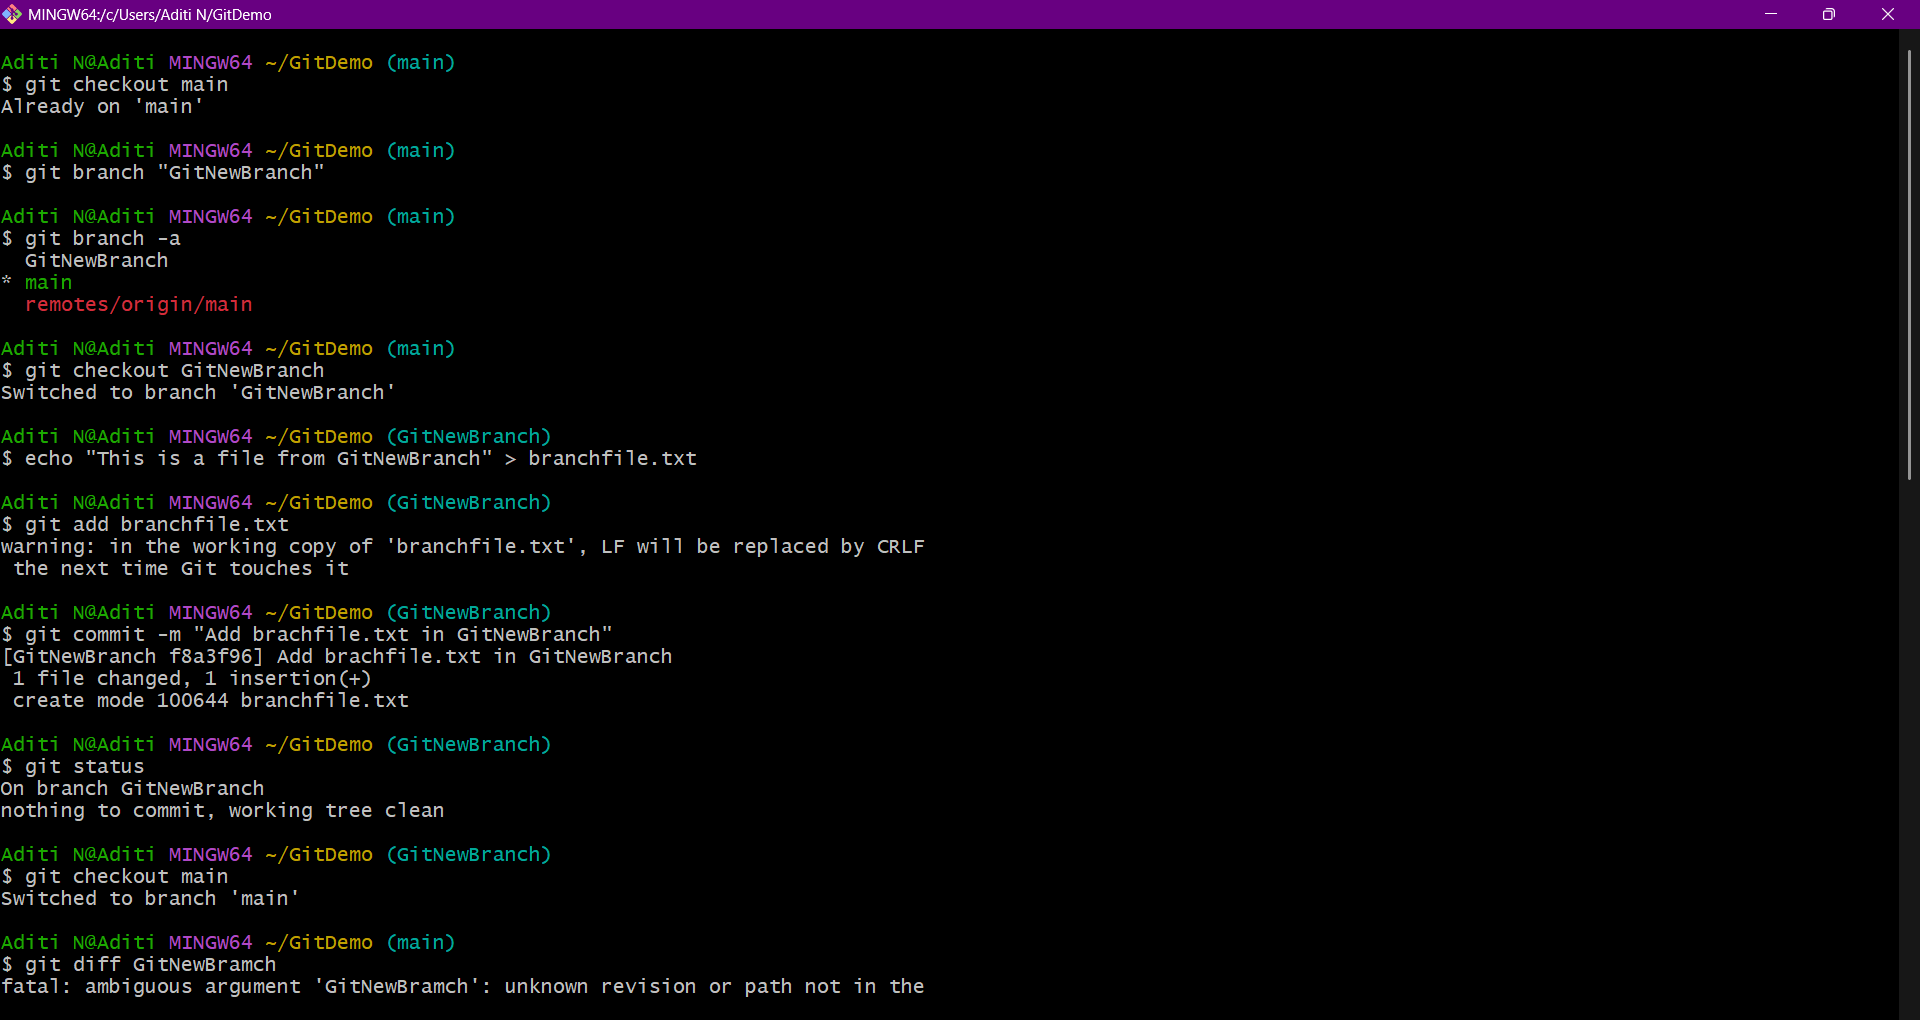 MINGW64:/c/Users/Aditi N/GitDemo
Aditi N@Aditi MINGW64 ~/GitDemo (main)
$ git checkout main
Already on 'main'
Aditi N@Aditi MINGW64 ~/GitDemo (main)
$ git branch "GitNewBranch"
Aditi N@Aditi MINGW64 ~/GitDemo (main)
$ git branch -a
  GitNewBranch
* main
  remotes/origin/main
Aditi N@Aditi MINGW64 ~/GitDemo (main)
$ git checkout GitNewBranch
Switched to branch 'GitNewBranch'
Aditi N@Aditi MINGW64 ~/GitDemo (GitNewBranch)
$ echo "This is a file from GitNewBranch" > branchfile.txt
Aditi N@Aditi MINGW64 ~/GitDemo (GitNewBranch)
$ git add branchfile.txt
warning: in the working copy of 'branchfile.txt', LF will be replaced by CRLF
 the next time Git touches it
Aditi N@Aditi MINGW64 ~/GitDemo (GitNewBranch)
$ git commit -m "Add brachfile.txt in GitNewBranch"
[GitNewBranch f8a3f96] Add brachfile.txt in GitNewBranch
 1 file changed, 1 insertion(+)
 create mode 100644 branchfile.txt
Aditi N@Aditi MINGW64 ~/GitDemo (GitNewBranch)
$ git status
On branch GitNewBranch
nothing to commit, working tree clean
Aditi N@Aditi MINGW64 ~/GitDemo (GitNewBranch)
$ git checkout main
Switched to branch 'main'
Aditi N@Aditi MINGW64 ~/GitDemo (main)
$ git diff GitNewBramch
fatal: ambiguous argument 'GitNewBramch': unknown revision or path not in the